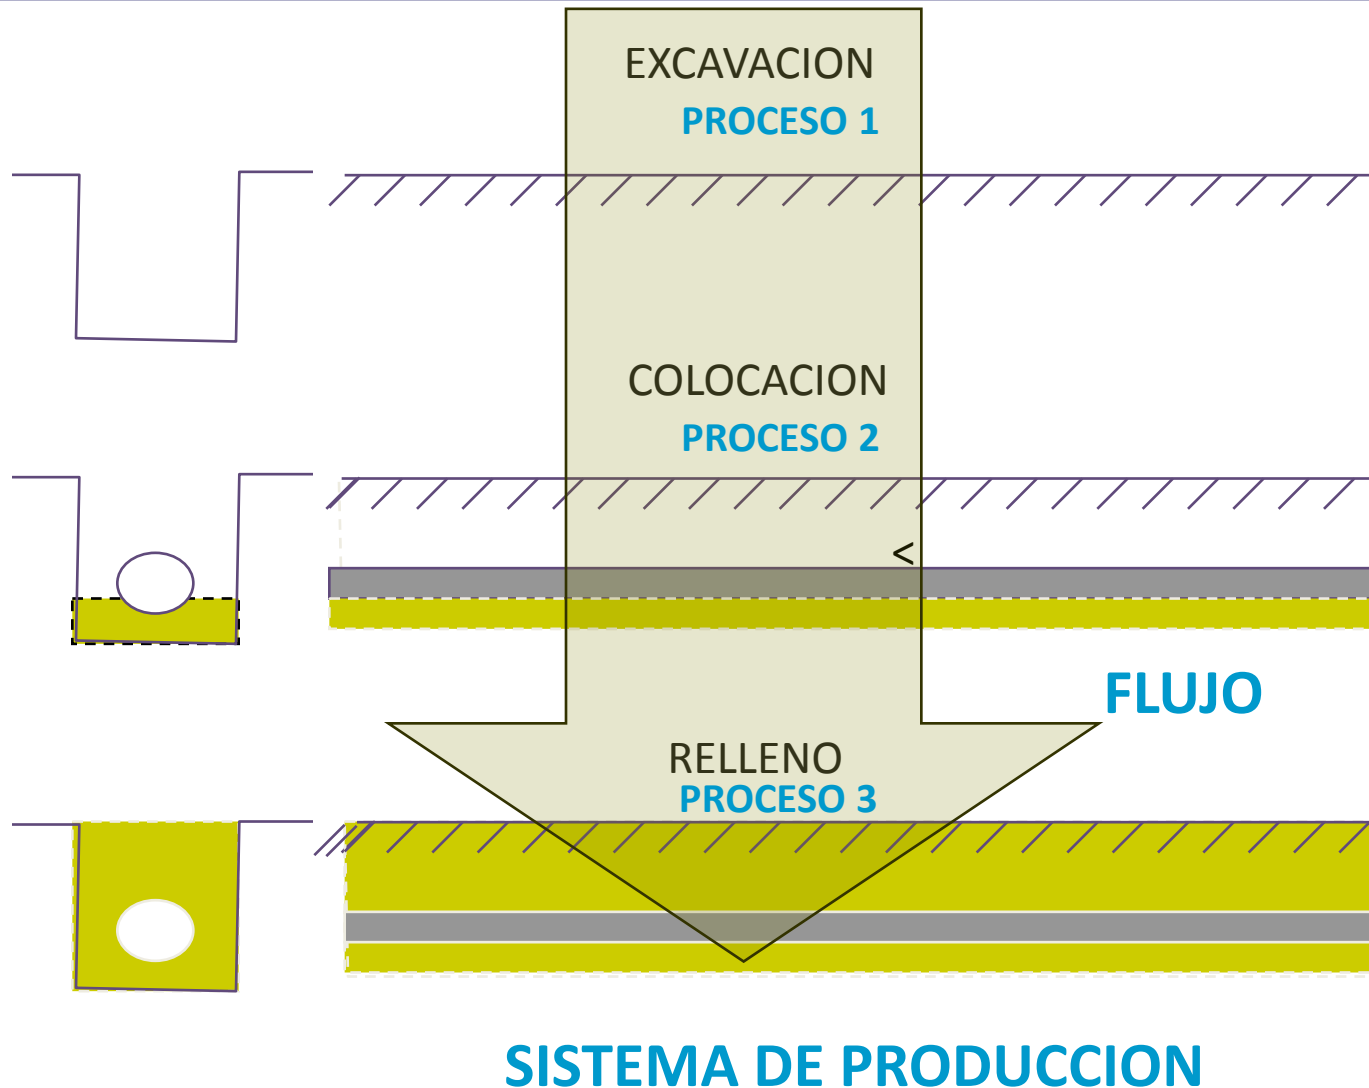 EXCAVACION
PROCESO 1
COLOCACION
PROCESO 2
<
FLUJO
RELLENO
PROCESO 3
SISTEMA DE PRODUCCION